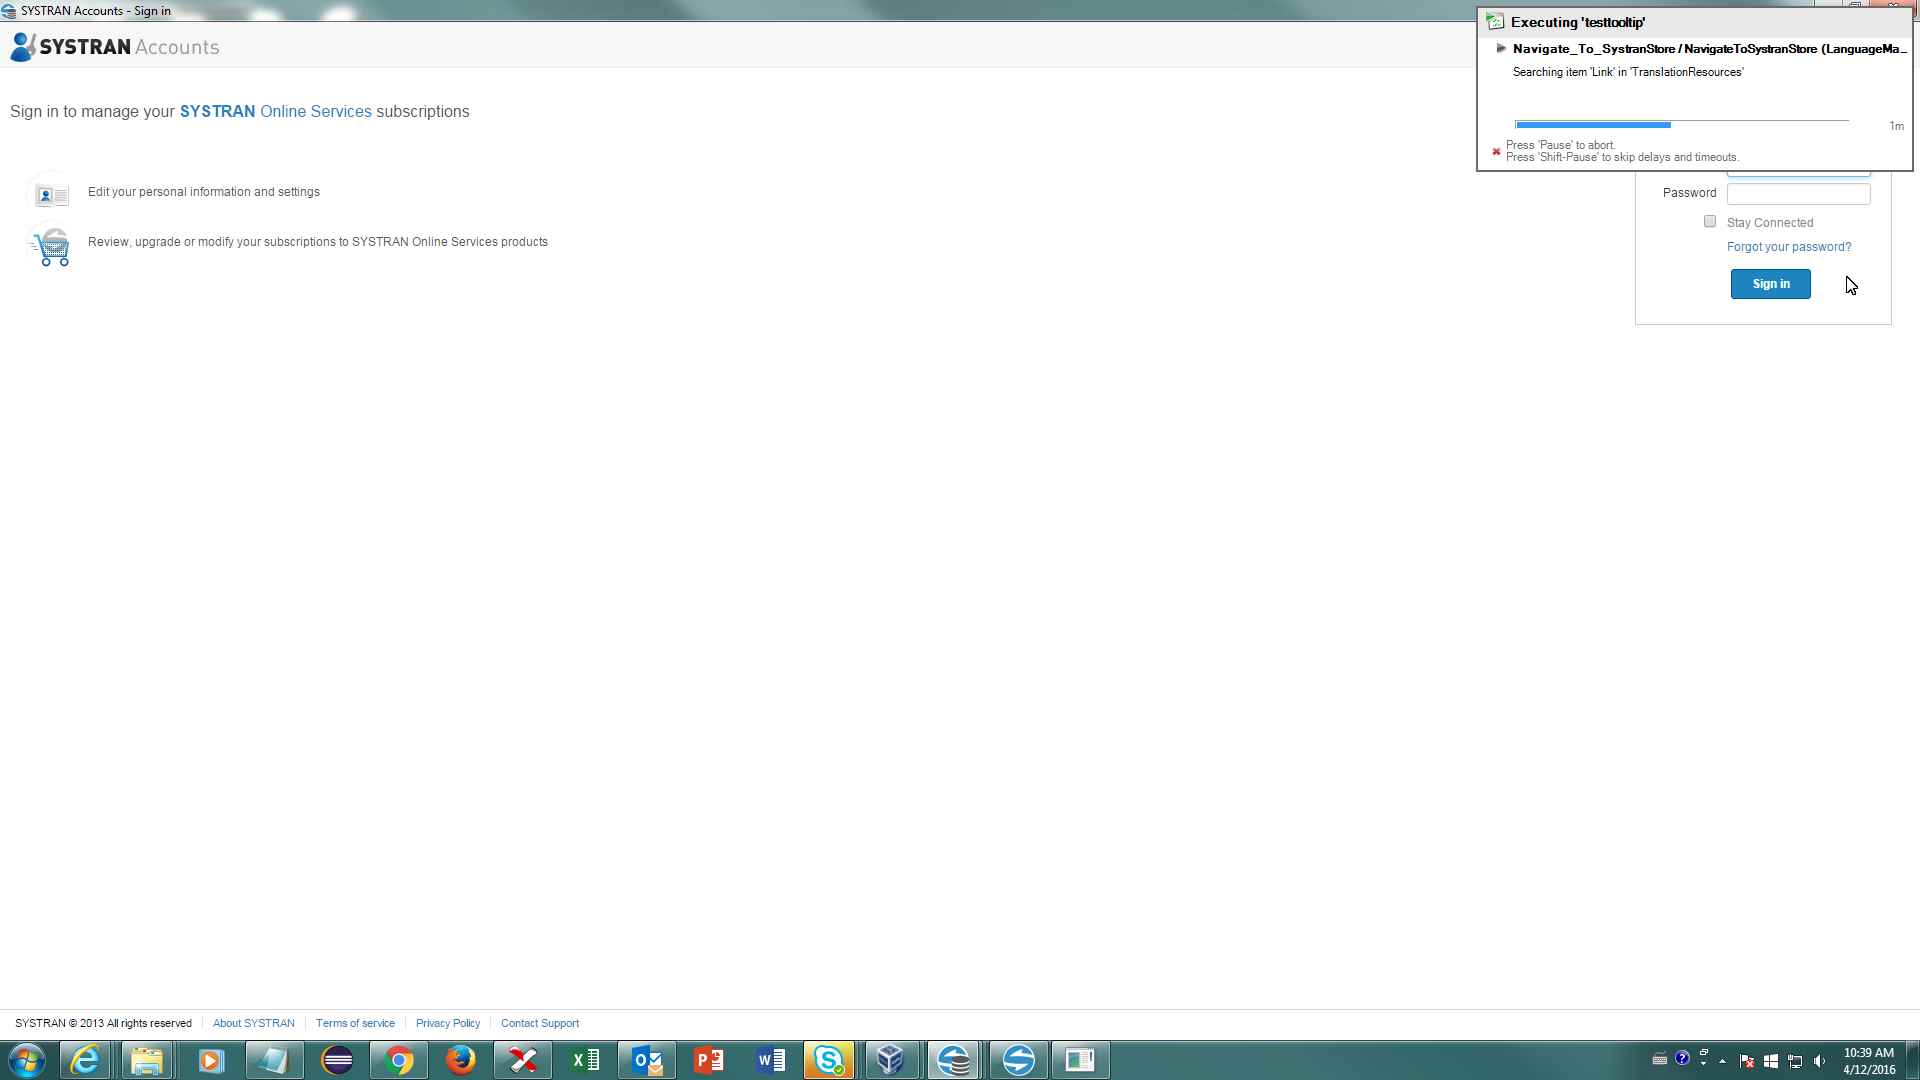 SYSTRAN Accounts - Sign in
SYSTRAN Accounts
Executing 'testtooltip'
Navigate_To_SystranStore / NavigateToSystranStore (LanguageMa...
Searching item 'Link' in 'TranslationResources'
1m
Press 'Pause' to abort.
Press 'Shift-Pause' to skip delays and timeouts.
Sign in to manage your SYSTRAN Online Services subscriptions
Edit your personal information and settings
Review, upgrade or modify your subscriptions to SYSTRAN Online Services products
Password
Stay Connected
Forgot your password?
Sign in
SYSTRAN © 2013 All rights reserved
About SYSTRAN
Terms of service
Privacy Policy
Contact Support
10:39 AM
4/12/2016